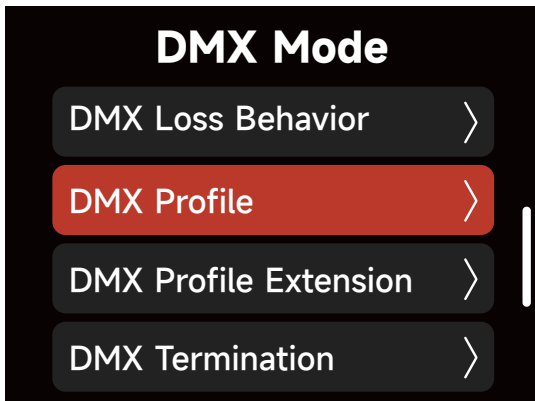 DMX Mode
DMX Loss Behavior
DMX Profile
DMX Profile Extension
DMX Termination